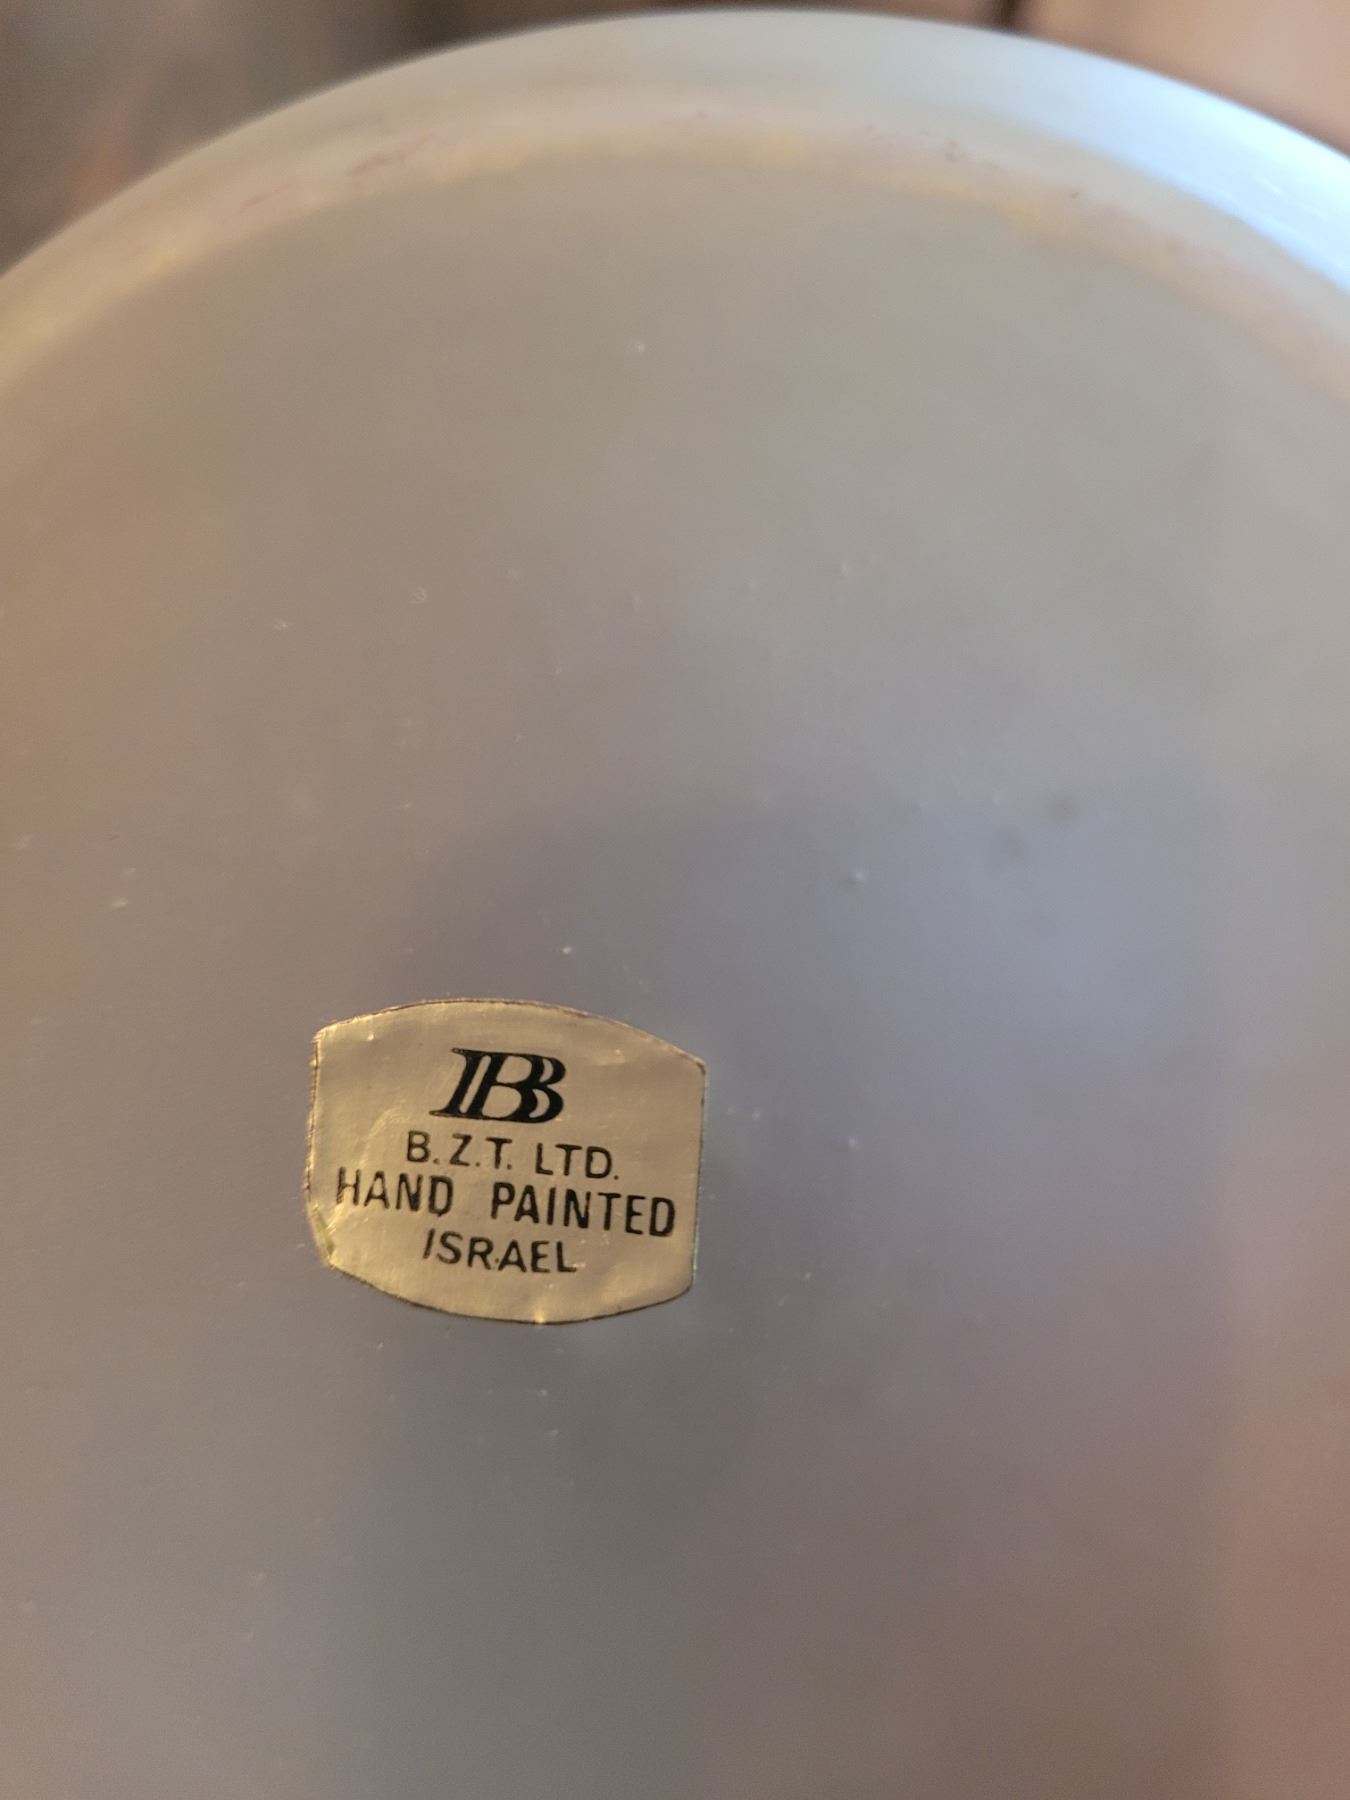 BB
B.Z.T. LTD.
HAND PAINTED
ISRAEL